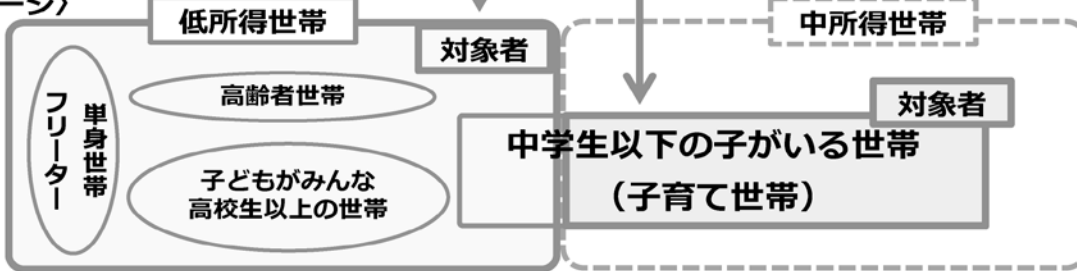 ージ〉
低所得世帯
対象者
単身世帯
フリーター
高齢者世帯
子どもがみんな
高校生以上の世帯
中所得世帯
対象者
中学生以下の子がいる世帯
（子育て世帯）